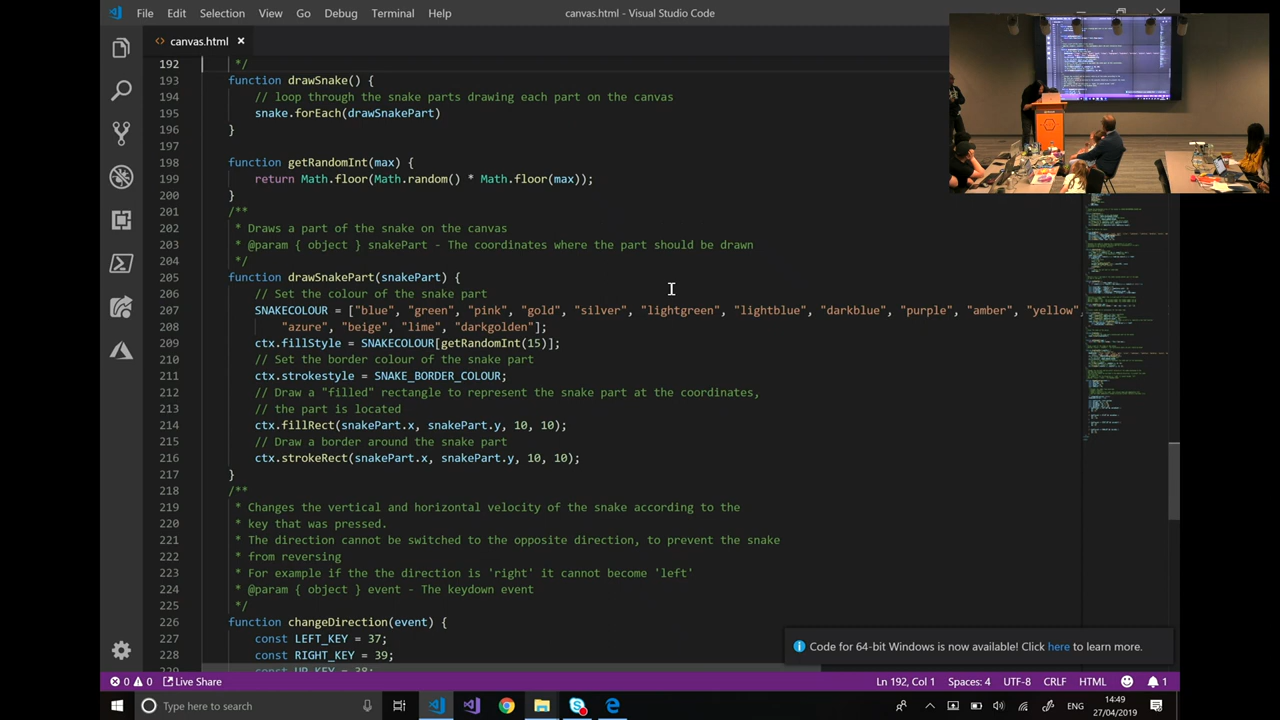 File Edit Selection View Go Debug Terminal Help
canvas.html - Visual Studio Code
canvas.html
192 */
193 function drawSnake() {
194 // loop through the snake parts drawing each part on the canvas
195 snake.forEach(drawSnakePart)
196 }
197
198 function getRandomInt(max) {
199 return Math.floor(Math.random() * Math.floor(max));
200 }
201 /**
202 * Draws a part of the snake on the canvas
203 * @param { object } snakePart - The coordinates where the part should be drawn
204 */
205 function drawSnakePart(snakePart) {
206 // Set the colour of the snake part
207 SNAKECOLOUR = ["blue", "green", "pink", "gold", "silver", "lightgreen", "lightblue", "darkblue", "purple", "amber", "yellow"
208 "azure", "beige", "lime", "darkgolden"];
209 ctx.fillStyle = SNAKECOLOUR[getRandomInt(15)];
210 // Set the border colour of the snake part
211 ctx.strokeStyle = SNAKE_BORDER_COLOUR
212 // Draw a "filled" rectangle to represent the snake part at the coordinates,
213 // the part is located
214 ctx.fillRect(snakePart.x, snakePart.y, 10, 10);
215 // Draw a border around the snake part
216 ctx.strokeRect(snakePart.x, snakePart.y, 10, 10);
217 }
218 /**
219 * Changes the vertical and horizontal velocity of the snake according to the
220 * key that was pressed.
221 * The direction cannot be switched to the opposite direction, to prevent the snake
222 * from reversing
223 * For example if the the direction is 'right' it cannot become 'left'
224 * @param { object } event - The keydown event
225 */
226 function changeDirection(event) {
227 const LEFT_KEY = 37;
228 const RIGHT_KEY = 39;
229 const UP_KEY = 38;
Code for 64-bit Windows is now available! Click here to learn more.
0 0 Live Share Ln 192, Col 1 Spaces: 4 UTF-8 CRLF HTML 1
Type here to search
ENG
14:49
27/04/2019